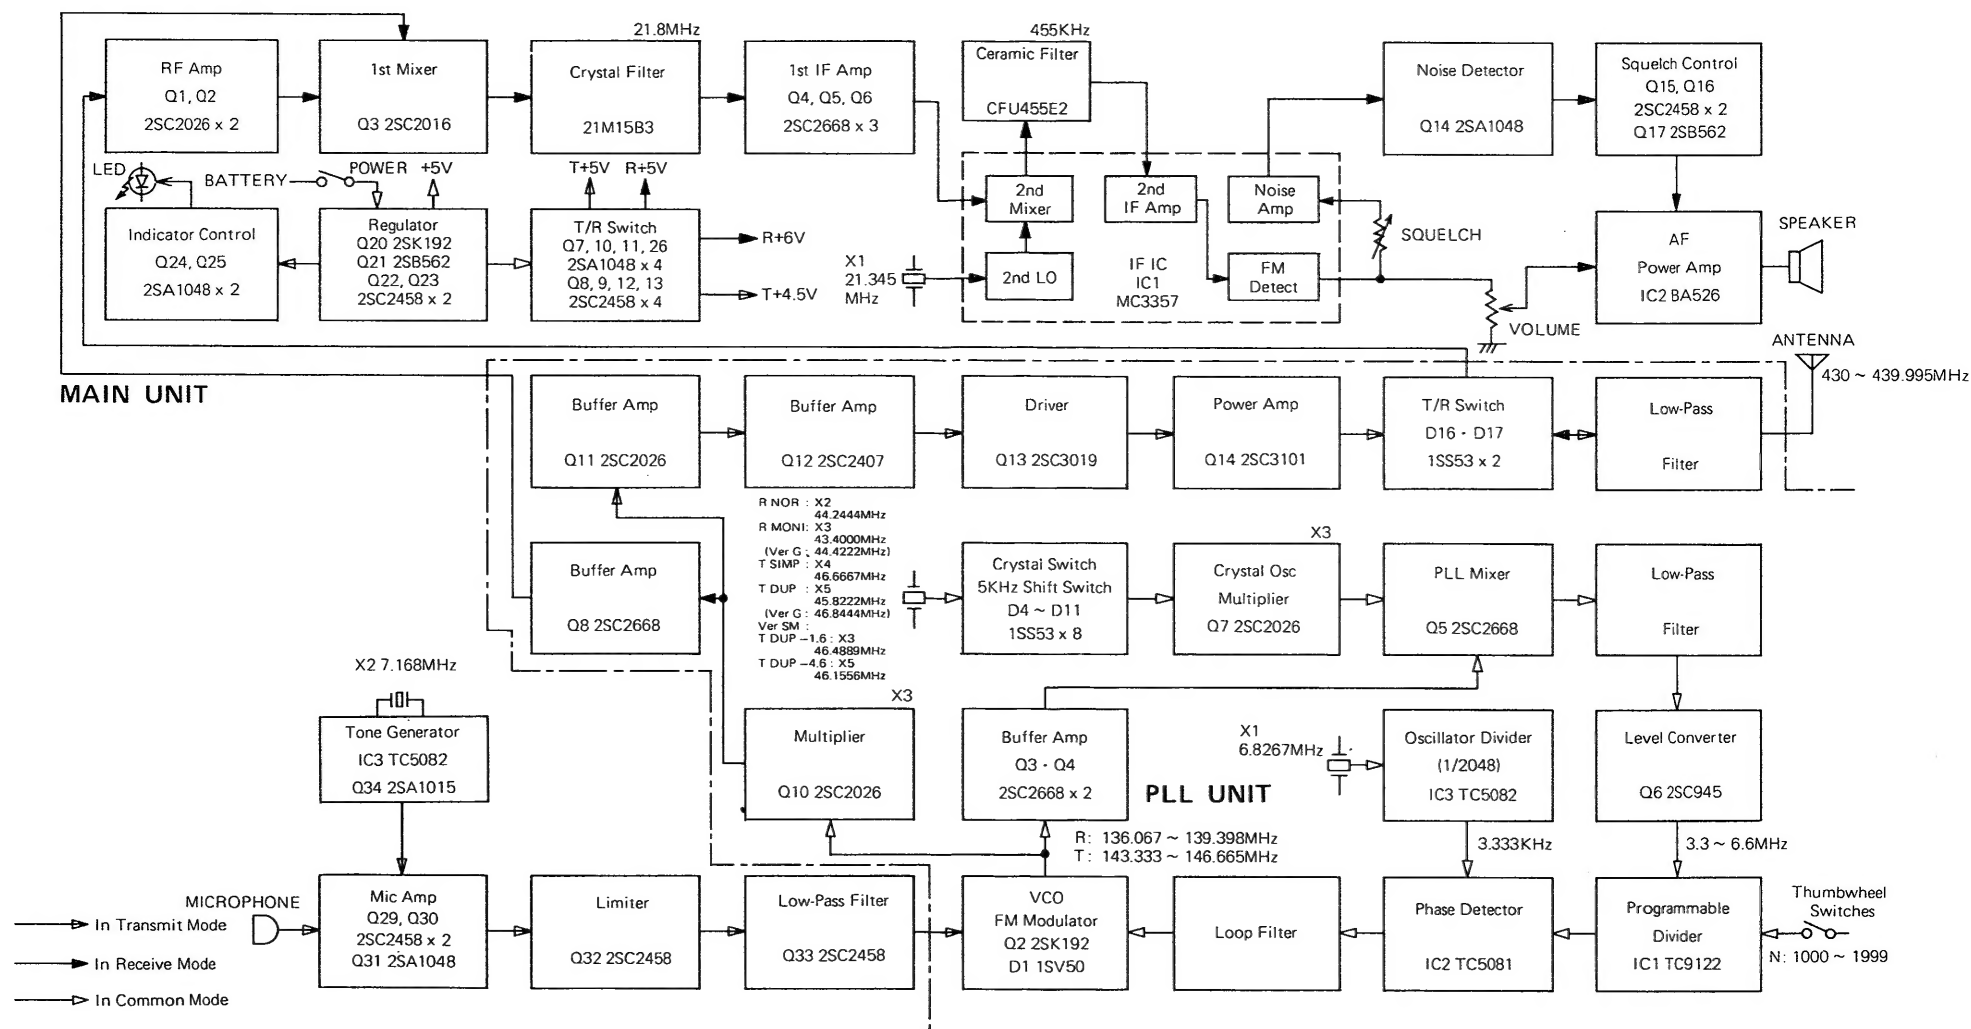 21.8MHz
455KHz
RF Amp
Q1, Q2
2SC2026 x 2
1st Mixer
Q3 2SC2016
Crystal Filter
21M15B3
1st IF Amp
Q4, Q5, Q6
2SC2668 x 3
Ceramic Filter
CFU455E2
Noise Detector
Q14 2SA1048
Squelch Control
Q15, Q16
2SC2458 x 2
Q17 2SB562
LED
BATTERY
POWER
+5V
T+5V
R+5V
Indicator Control
Q24, Q25
2SA1048 x 2
Regulator
Q20 2SK192
Q21 2SB562
Q22, Q23
2SC2458 x 2
T/R Switch
Q7, 10, 11, 26
2SA1048 x 4
Q8, 9, 12, 13
2SC2458 x 4
R+6V
T+4.5V
X1
21.345
MHz
2nd
Mixer
2nd LO
2nd
IF Amp
IF IC
IC1
MC3357
Noise
Amp
FM
Detect
SQUELCH
VOLUME
AF
Power Amp
IC2 BA526
SPEAKER
ANTENNA
430 ~ 439.995MHz
MAIN UNIT
Buffer Amp
Q11 2SC2026
Buffer Amp
Q12 2SC2407
Driver
Q13 2SC3019
Power Amp
Q14 2SC3101
T/R Switch
D16 - D17
1SS53 x 2
Low-Pass
Filter
Buffer Amp
Q8 2SC2668
R NOR : X2
44.2444MHz
R MONI: X3
43.4000MHz
(Ver G : 44.4222MHz)
T SIMP : X4
46.6667MHz
T DUP : X5
45.8222MHz
(Ver G : 46.8444MHz)
Ver SM :
T DUP -1.6 : X3
46.4889MHz
T DUP -4.6 : X5
46.1556MHz
Crystal Switch
5KHz Shift Switch
D4 ~ D11
1SS53 x 8
X3
Crystal Osc
Multiplier
Q7 2SC2026
PLL Mixer
Q5 2SC2668
Low-Pass
Filter
X2 7.168MHz
Tone Generator
IC3 TC5082
Q34 2SA1015
X3
Multiplier
Q10 2SC2026
Buffer Amp
Q3 - Q4
2SC2668 x 2
X1
6.8267MHz
PLL UNIT
Oscillator Divider
(1/2048)
IC3 TC5082
Level Converter
Q6 2SC945
R: 136.067 ~ 139.398MHz
T: 143.333 ~ 146.665MHz
3.333KHz
3.3 ~ 6.6MHz
MICROPHONE
Mic Amp
Q29, Q30
2SC2458 x 2
Q31 2SA1048
Limiter
Q32 2SC2458
Low-Pass Filter
Q33 2SC2458
VCO
FM Modulator
Q2 2SK192
D1 1SV50
Loop Filter
Phase Detector
IC2 TC5081
Programmable
Divider
IC1 TC9122
Thumbwheel
Switches
N: 1000 ~ 1999
In Transmit Mode
In Receive Mode
In Common Mode